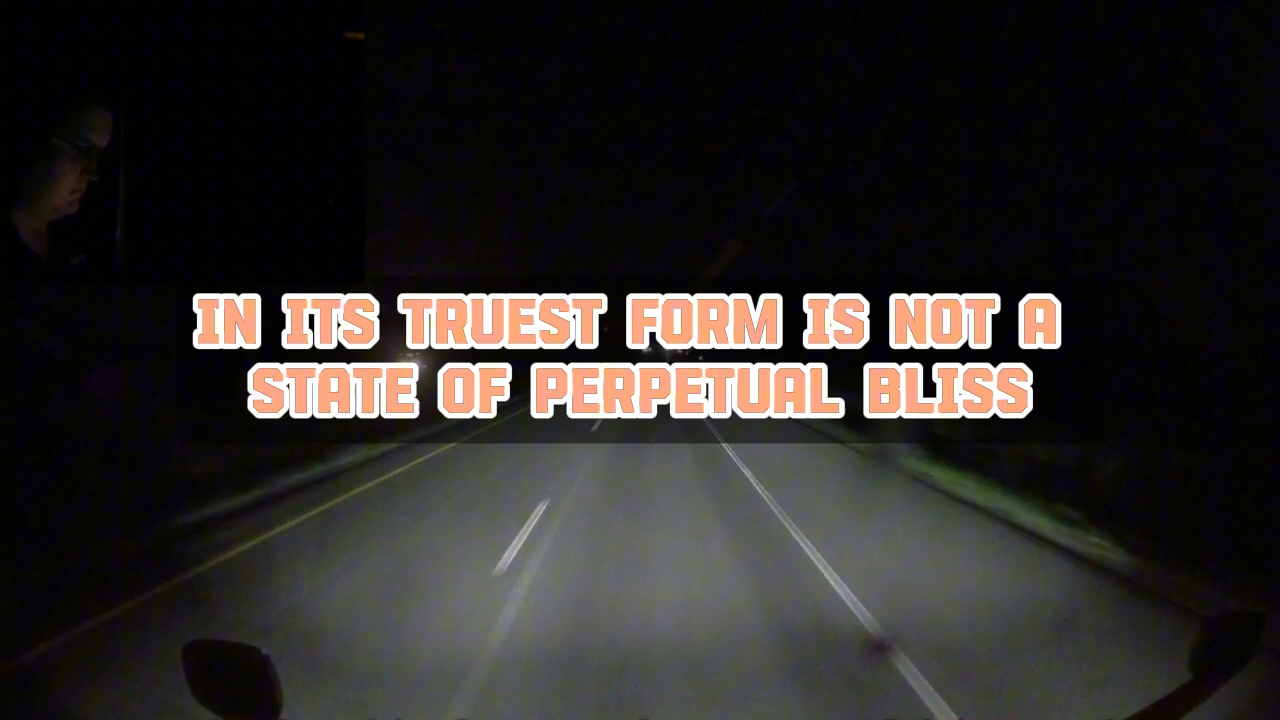 IN ITS TRUEST FORM IS NOT A
STATE OF PERPETUAL BLISS